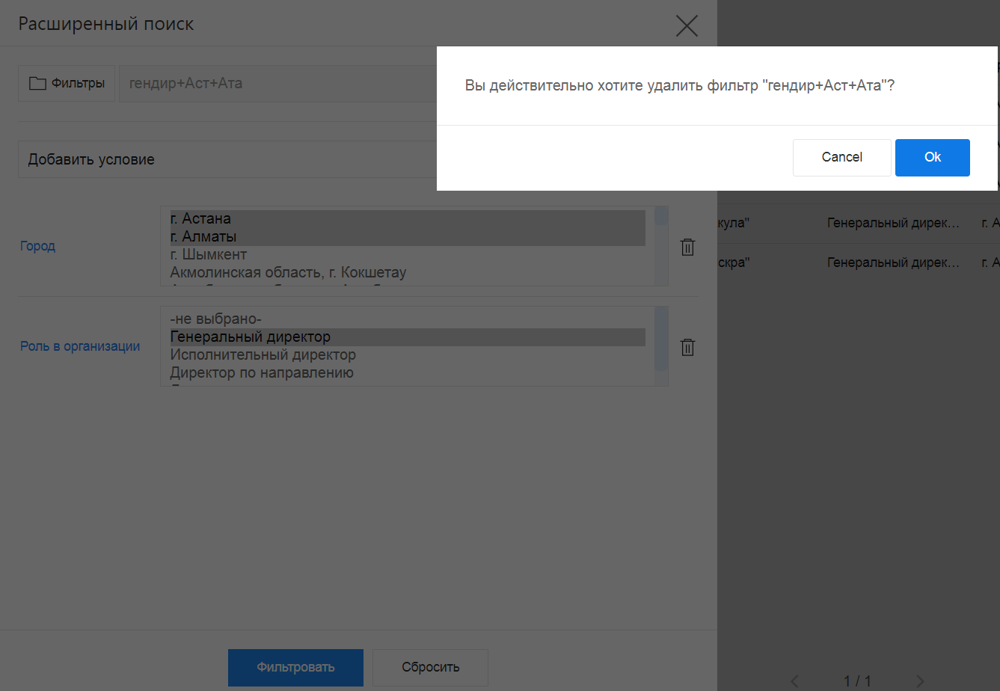 Расширенный поиск
Фильтры
гендир+Аст+Ата
Вы действительно хотите удалить фильтр "гендир+Аст+Ата"?
Cancel
Ok
Добавить условие
Город
г. Астана
г. Алматы
г. Шымкент
Акмолинская область, г. Кокшетау
Роль в организации
-не выбрано-
Генеральный директор
Исполнительный директор
Директор по направлению
кула" Генеральный дирек... г. А
скра" Генеральный дирек... г. А
Фильтровать
Сбросить
1 / 1